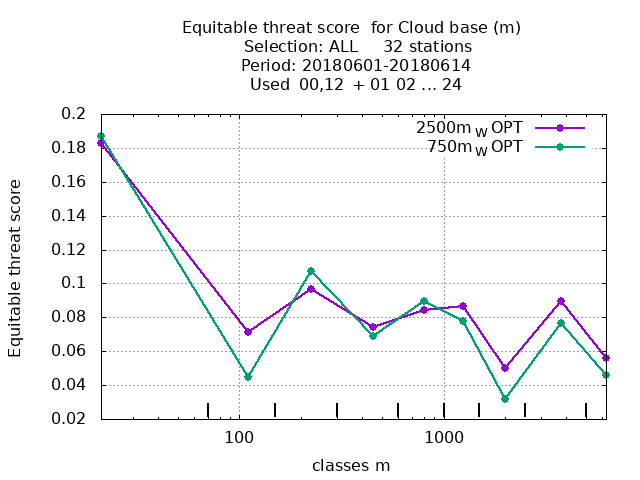 Equitable threat score  for Cloud base (m)
Selection: ALL     32 stations
Period: 20180601-20180614
Used  00,12  + 01 02 ... 24
2500m W OPT
750m W OPT
0.2
0.18
0.16
0.14
0.12
0.1
0.08
0.06
0.04
0.02
Equitable threat score
100
1000
classes m